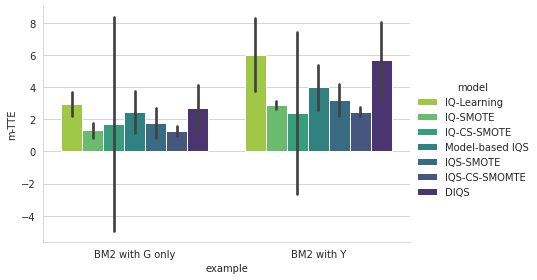 8
6
4
2
0
−2
−4
m-TTE
BM2 with G only
BM2 with Y
example
model
IQ-Learning
IQ-SMOTE
IQ-CS-SMOTE
Model-based IQS
IQS-SMOTE
IQS-CS-SMOMTE
DIQS